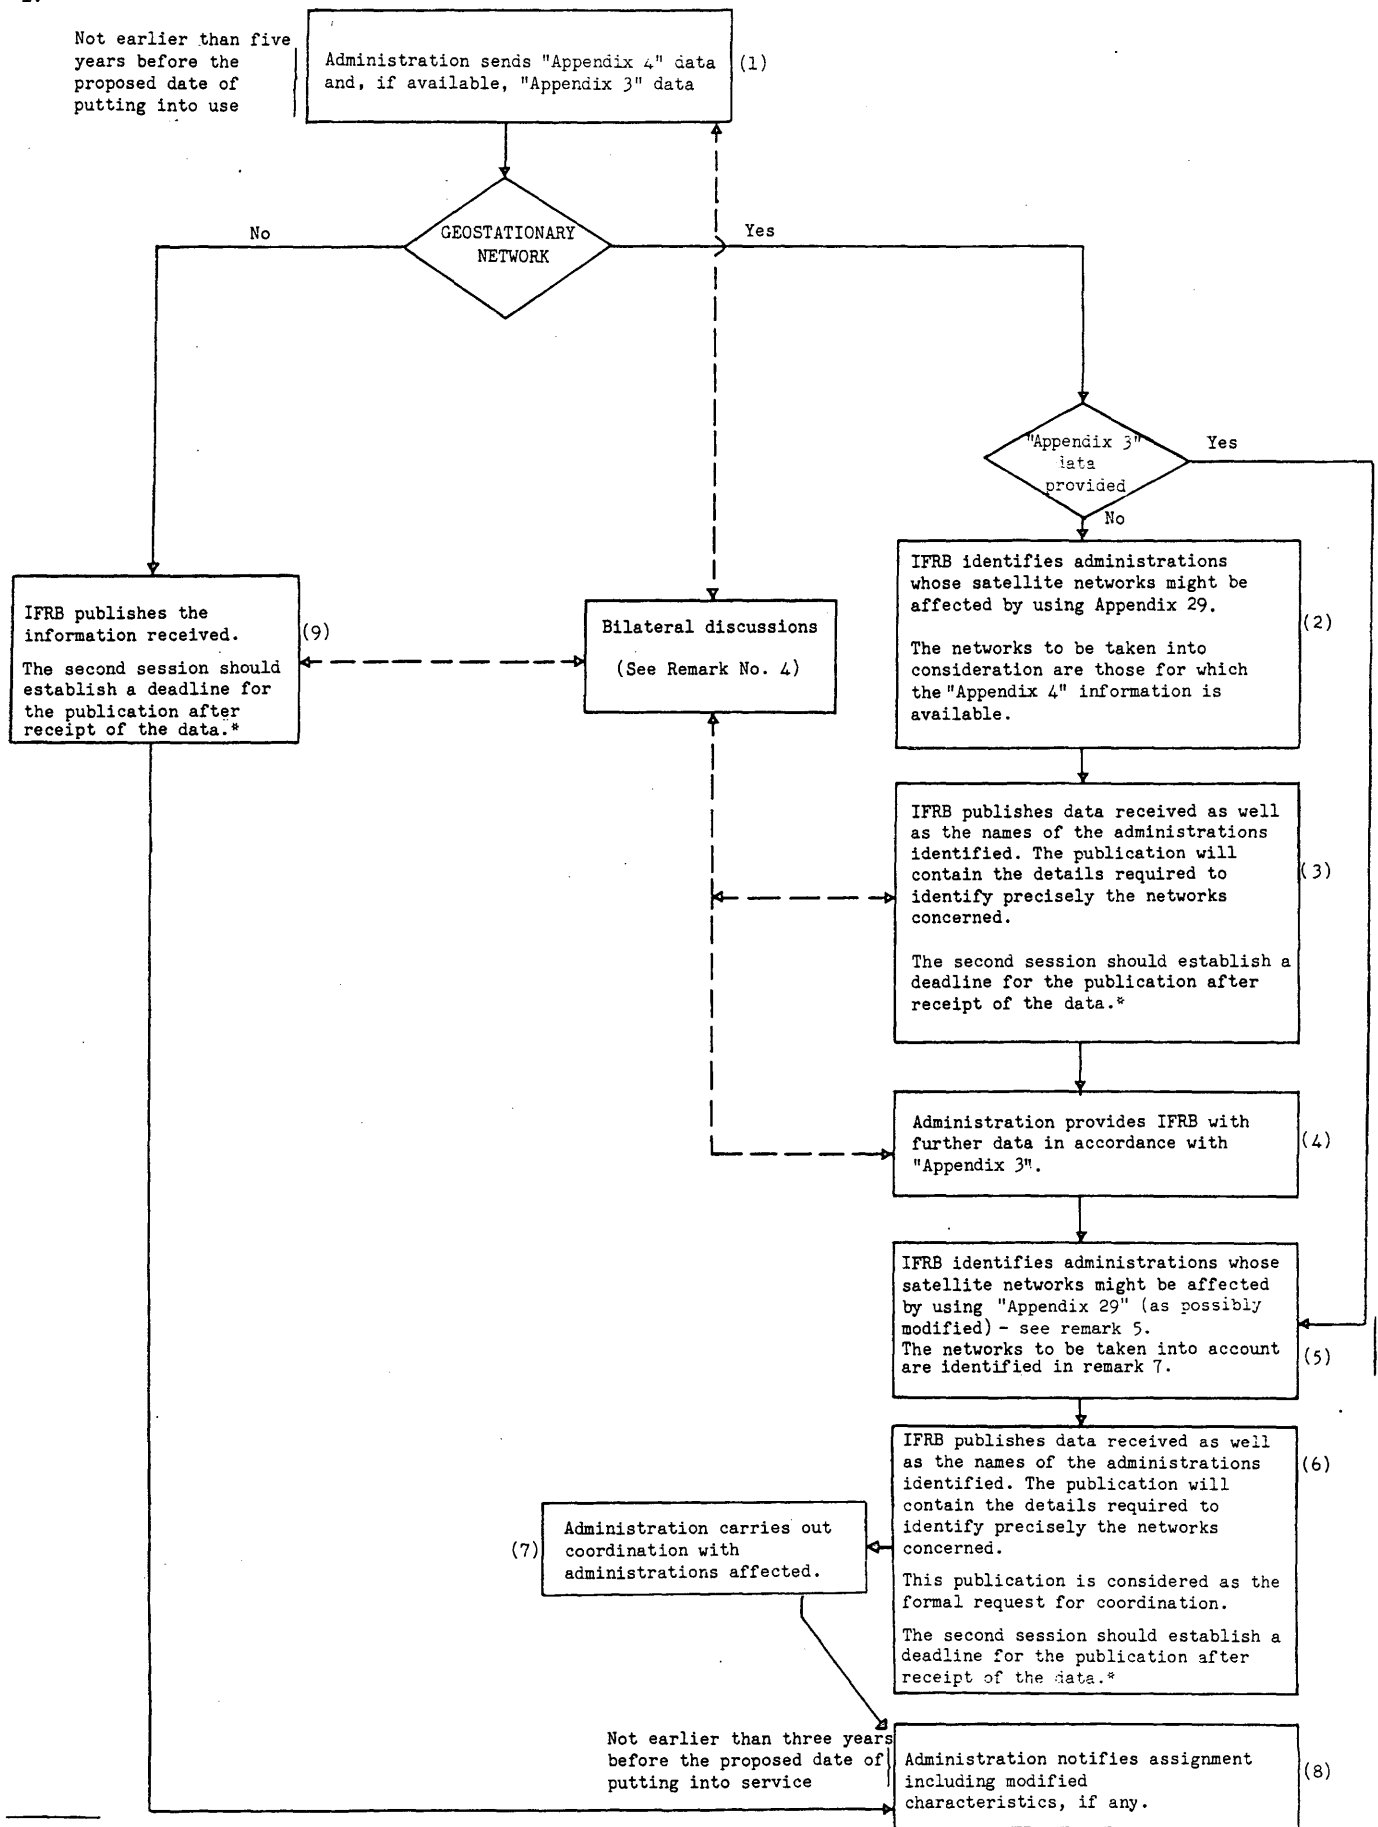 Not earlier than five
years before the
proposed date of
putting into use
Administration sends "Appendix 4" data
and, if available, "Appendix 3" data
(1)
GEOSTATIONARY
NETWORK
No
Yes
"Appendix 3"
data
provided
Yes
No
IFRB identifies administrations
whose satellite networks might be
affected by using Appendix 29.
The networks to be taken into
consideration are those for which
the "Appendix 4" information is
available.
(2)
IFRB publishes the
information received.
The second session should
establish a deadline for
the publication after
receipt of the data.*
(9)
Bilateral discussions
(See Remark No. 4)
IFRB publishes data received as well
as the names of the administrations
identified. The publication will
contain the details required to
identify precisely the networks
concerned.
The second session should establish a
deadline for the publication after
receipt of the data.*
(3)
Administration provides IFRB with
further data in accordance with
"Appendix 3".
(4)
IFRB identifies administrations whose
satellite networks might be affected
by using "Appendix 29" (as possibly
modified) - see remark 5.
The networks to be taken into account
are identified in remark 7.
(5)
IFRB publishes data received as well
as the names of the administrations
identified. The publication will
contain the details required to
identify precisely the networks
concerned.
This publication is considered as the
formal request for coordination.
The second session should establish a
deadline for the publication after
receipt of the data.*
(6)
(7)
Administration carries out
coordination with
administrations affected.
Not earlier than three years
before the proposed date of
putting into service
Administration notifies assignment
including modified
characteristics, if any.
(8)